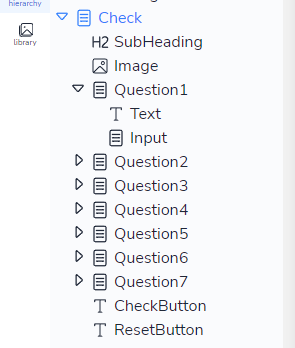 hierarchy
library
Check
H2 SubHeading
Image
Question1
T Text
Input
Question2
Question3
Question4
Question5
Question6
Question7
T CheckButton
T ResetButton